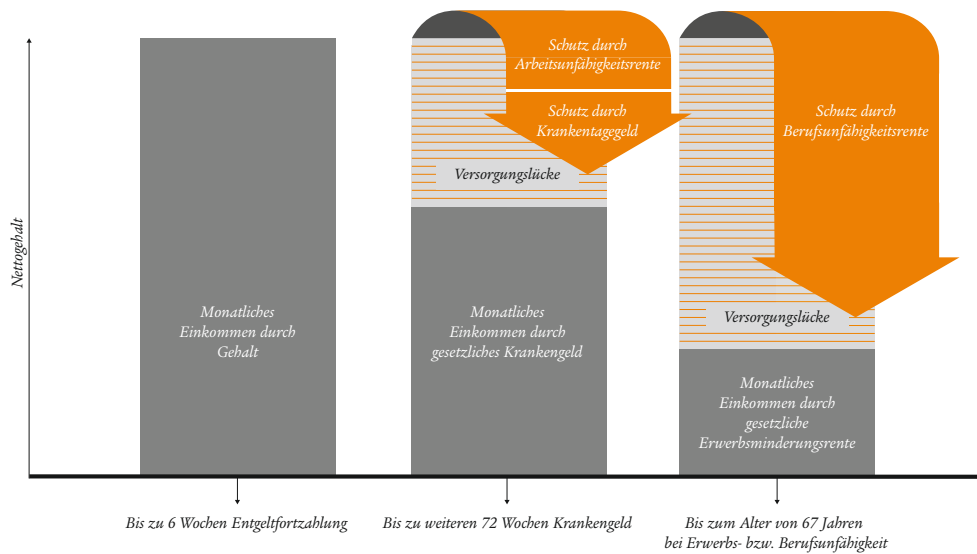 Nettogehalt
Monatliches
Einkommen durch
Gehalt
Bis zu 6 Wochen Entgeltfortzahlung
Schutz durch
Arbeitsunfähigkeitsrente
Schutz durch
Krankentagegeld
Versorgungslücke
Monatliches
Einkommen durch
gesetzliches Krankengeld
Bis zu weiteren 72 Wochen Krankengeld
Schutz durch
Berufsunfähigkeitsrente
Versorgungslücke
Monatliches
Einkommen durch
gesetzliche
Erwerbsminderungsrente
Bis zum Alter von 67 Jahren
bei Erwerbs- bzw. Berufsunfähigkeit